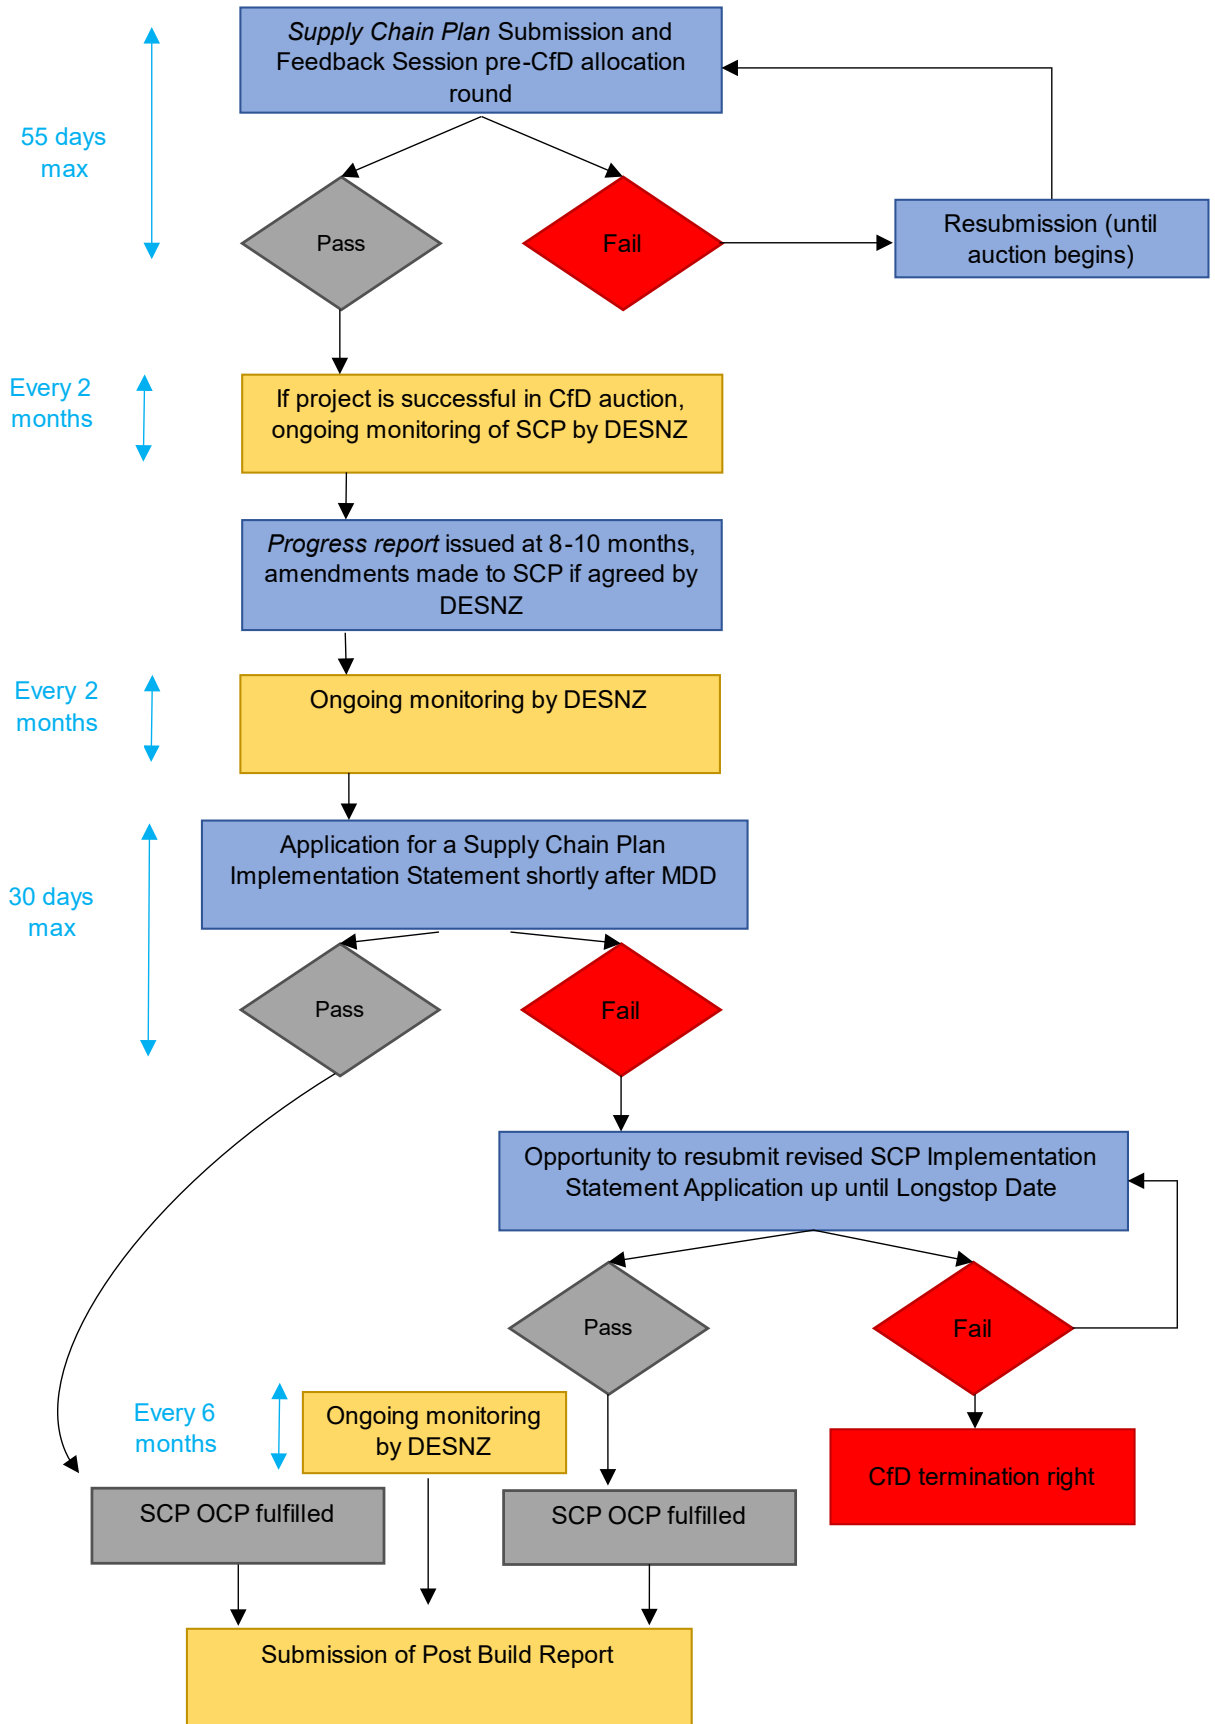 Supply Chain Plan Submission and
Feedback Session pre-CfD allocation
round
55 days
max
Pass
Fail
Resubmission (until
auction begins)
Every 2
months
If project is successful in CfD auction,
ongoing monitoring of SCP by DESNZ
Progress report issued at 8-10 months,
amendments made to SCP if agreed by
DESNZ
Every 2
months
Ongoing monitoring by DESNZ
30 days
max
Application for a Supply Chain Plan
Implementation Statement shortly after MDD
Pass
Fail
Opportunity to resubmit revised SCP Implementation
Statement Application up until Longstop Date
Pass
Fail
Every 6
months
Ongoing monitoring
by DESNZ
CfD termination right
SCP OCP fulfilled
SCP OCP fulfilled
Submission of Post Build Report